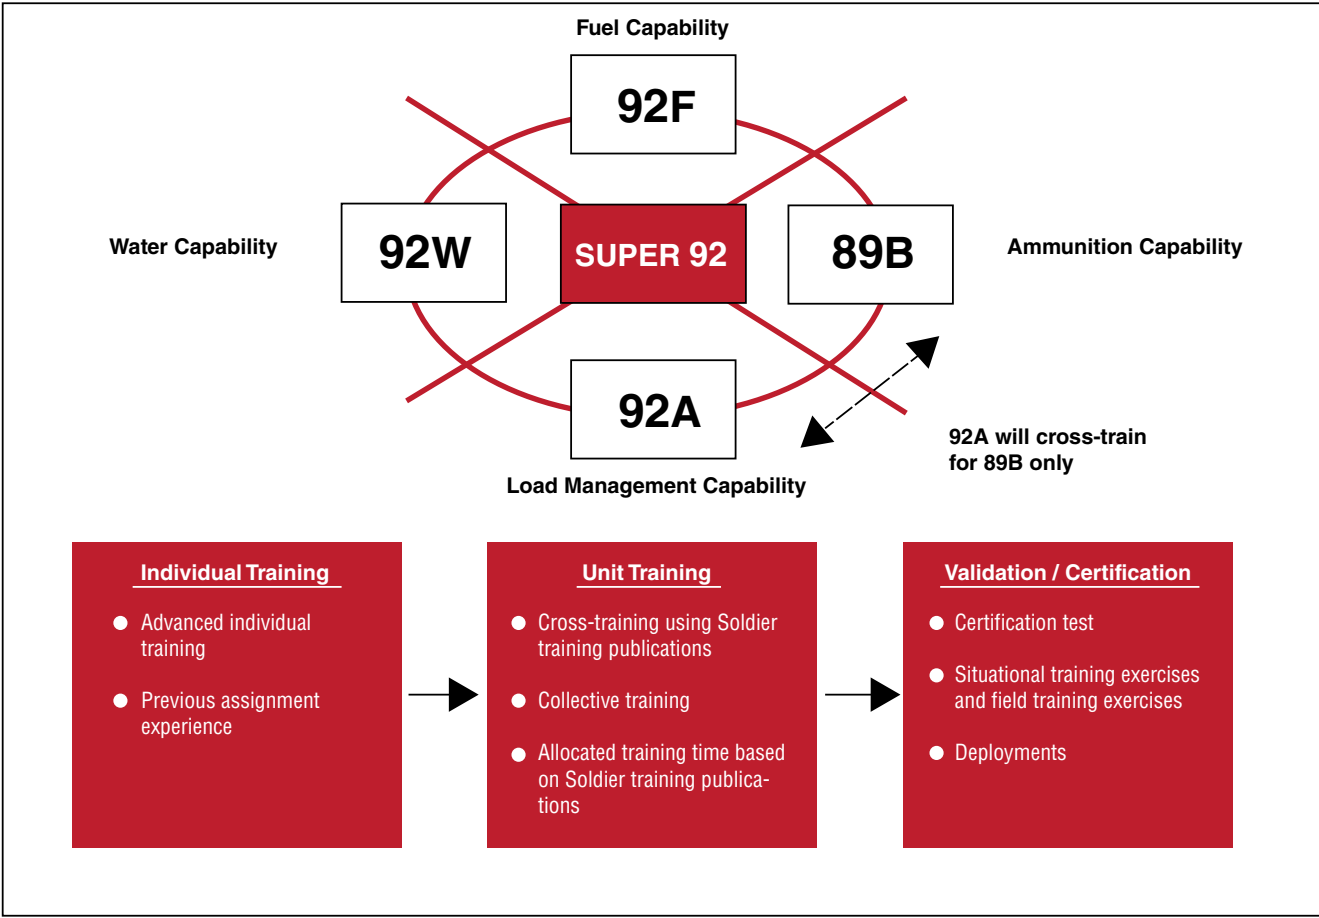 Fuel Capability
92F
Water Capability
92W
SUPER 92
89B
Ammunition Capability
92A
92A will cross-train
for 89B only
Load Management Capability
Individual Training
Advanced individual
training
Previous assignment
experience
Unit Training
Cross-training using Soldier
training publications
Collective training
Allocated training time based
on Soldier training publica-
tions
Validation / Certification
Certification test
Situational training exercises
and field training exercises
Deployments